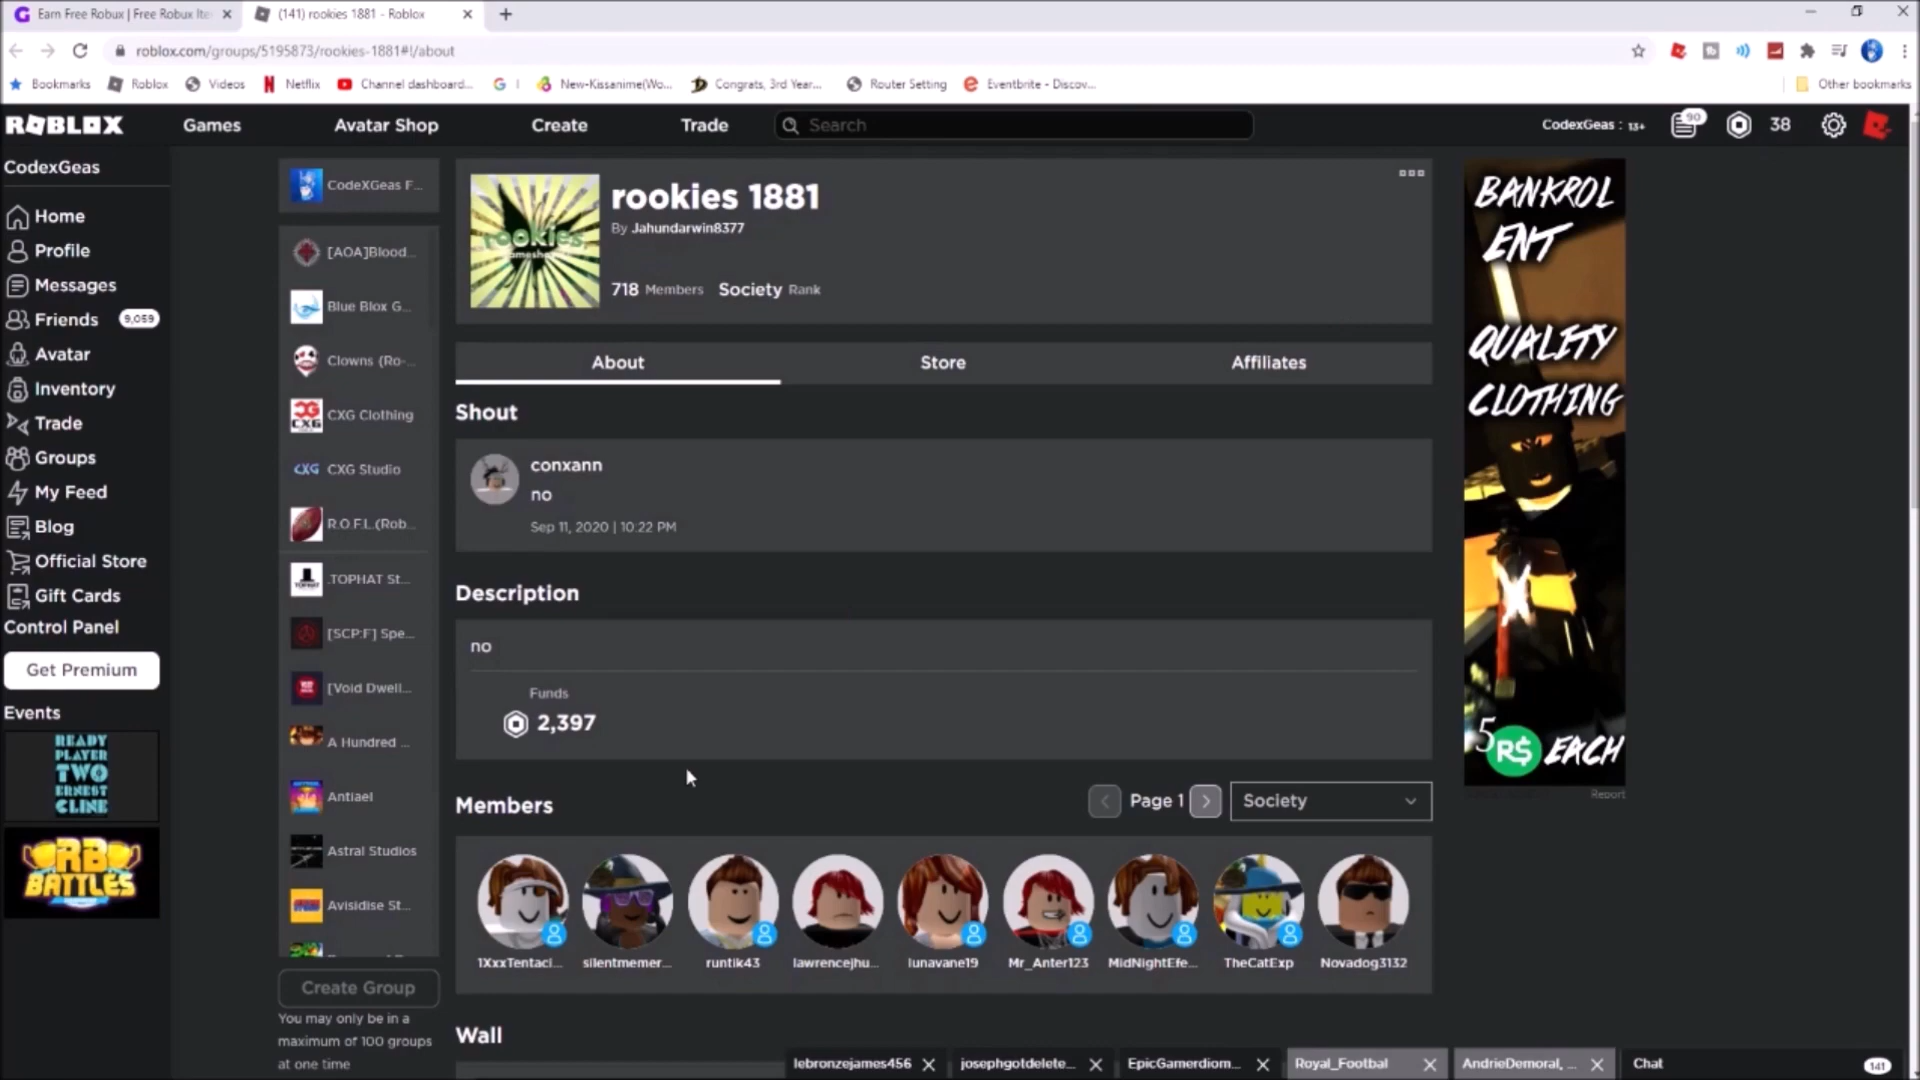 Earn Free Robux | Free Robux Ite
(141) rookies 1881 - Roblox
roblox.com/groups/5195873/rookies-1881#!/about
Bookmarks
Roblox
Videos
Netflix
Channel dashboard...
New-Kissanime(Wo...
Congrats, 3rd Year...
Router Setting
Eventbrite - Discov...
Other bookmarks
ROBLOX
Games
Avatar Shop
Create
Trade
Search
CodexGeas : 13+
90
38
CodexGeas
Home
Profile
Messages
Friends
9,059
Avatar
Inventory
Trade
Groups
My Feed
Blog
Official Store
Gift Cards
Control Panel
Get Premium
Events
READY
PLAYER
TWO
ERNEST
CLINE
RB
BATTLES
CodeXGeas F...
[AOA]Blood...
Blue Blox G...
Clowns {Ro-...
CXG Clothing
CXG Studio
R.O.F.L.(Rob...
.TOPHAT St...
[SCP:F] Spe...
[Void Dwell...
A Hundred ...
Antiael
Astral Studios
Avisidise St...
Create Group
You may only be in a
maximum of 100 groups
at one time
rookies
rookies 1881
By Jahundarwin8377
718 Members
Society Rank
About
Store
Affiliates
Shout
conxann
no
Sep 11, 2020 | 10:22 PM
Description
no
Funds
2,397
Members
Page 1
Society
1XxxTentaci...
silentmemer...
runtik43
lawrencejhu...
lunavane19
Mr_Anter123
MidNightEfe...
TheCatExp
Novadog3132
Wall
BANKROL
ENT
QUALITY
CLOTHING
5 R$ EACH
Report
lebronzejames456
josephgotdelete...
EpicGamerdiom...
Royal_Footbal
AndrieDemoral, ...
Chat
141